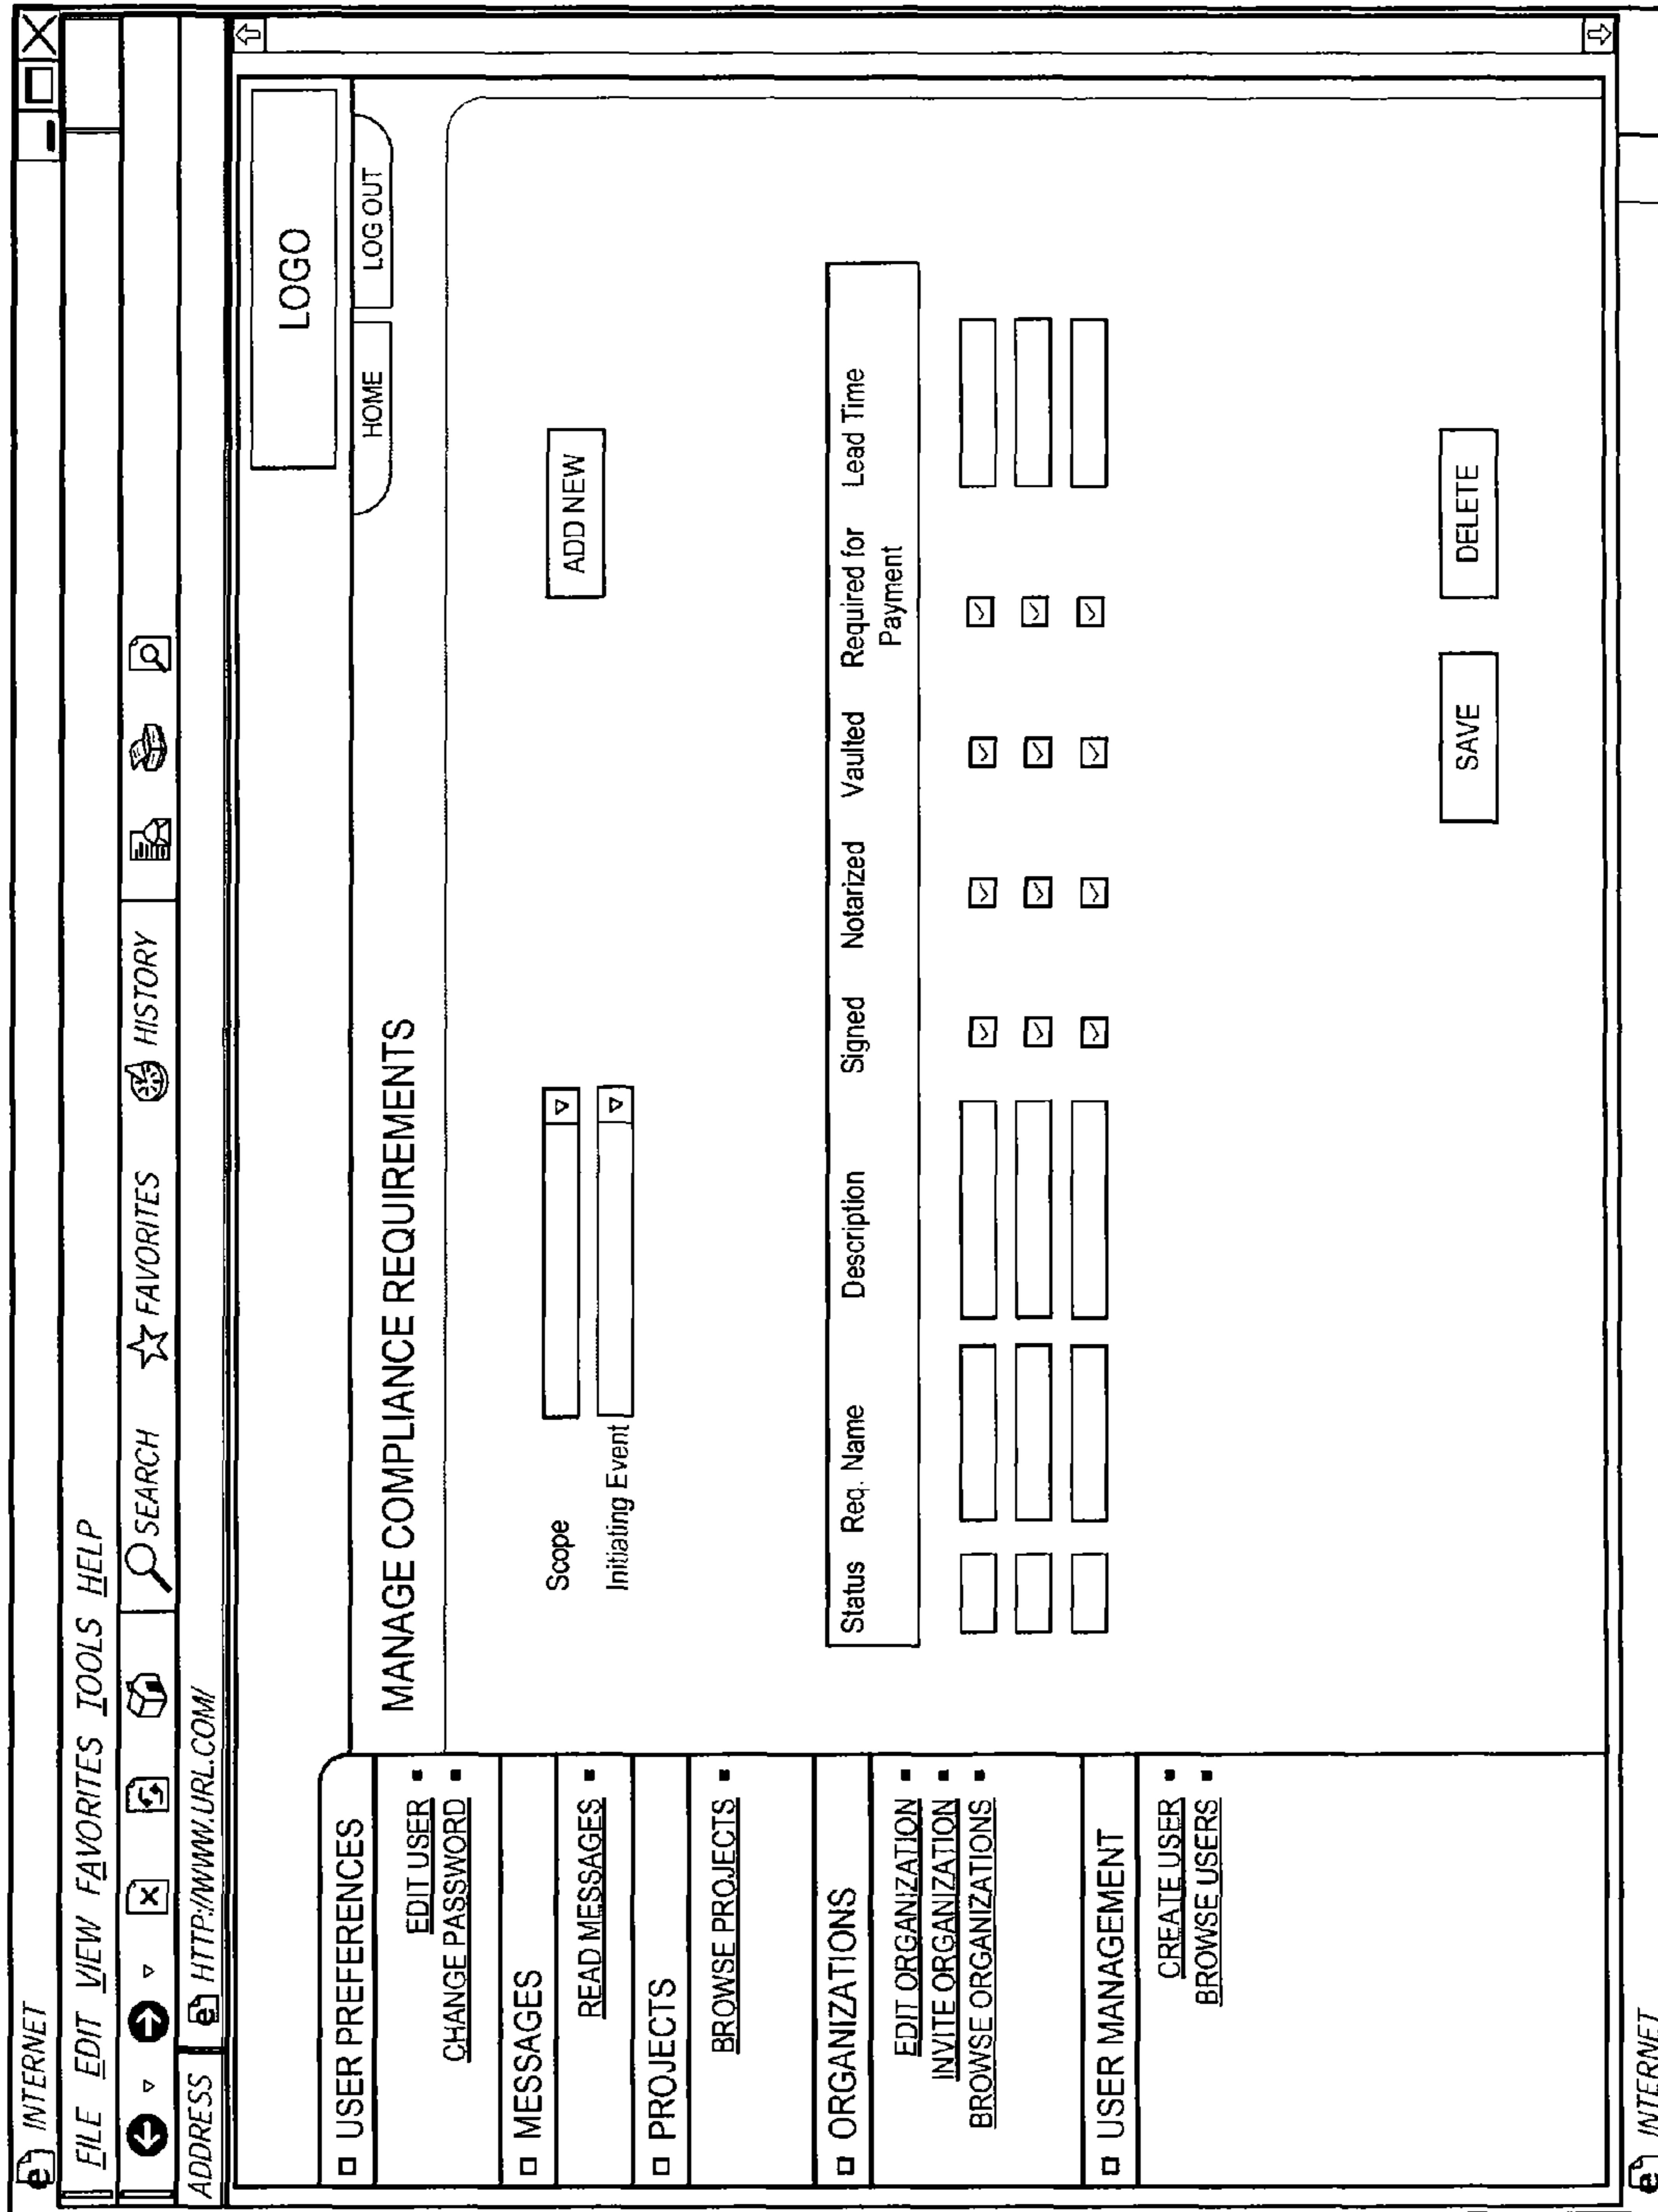 INTERNET
FILE EDIT VIEW FAVORITES TOOLS HELP
SEARCH FAVORITES HISTORY
ADDRESS HTTP://WWW.URL.COM/
LOGO
HOME LOG OUT
USER PREFERENCES
EDIT USER
CHANGE PASSWORD
MESSAGES
READ MESSAGES
PROJECTS
BROWSE PROJECTS
ORGANIZATIONS
EDIT ORGANIZATION
INVITE ORGANIZATION
BROWSE ORGANIZATIONS
USER MANAGEMENT
CREATE USER
BROWSE USERS
MANAGE COMPLIANCE REQUIREMENTS
Scope
ADD NEW
Initiating Event
Status Req. Name Description Signed Notarized Vaulted Required for Lead Time
Payment
SAVE DELETE
INTERNET